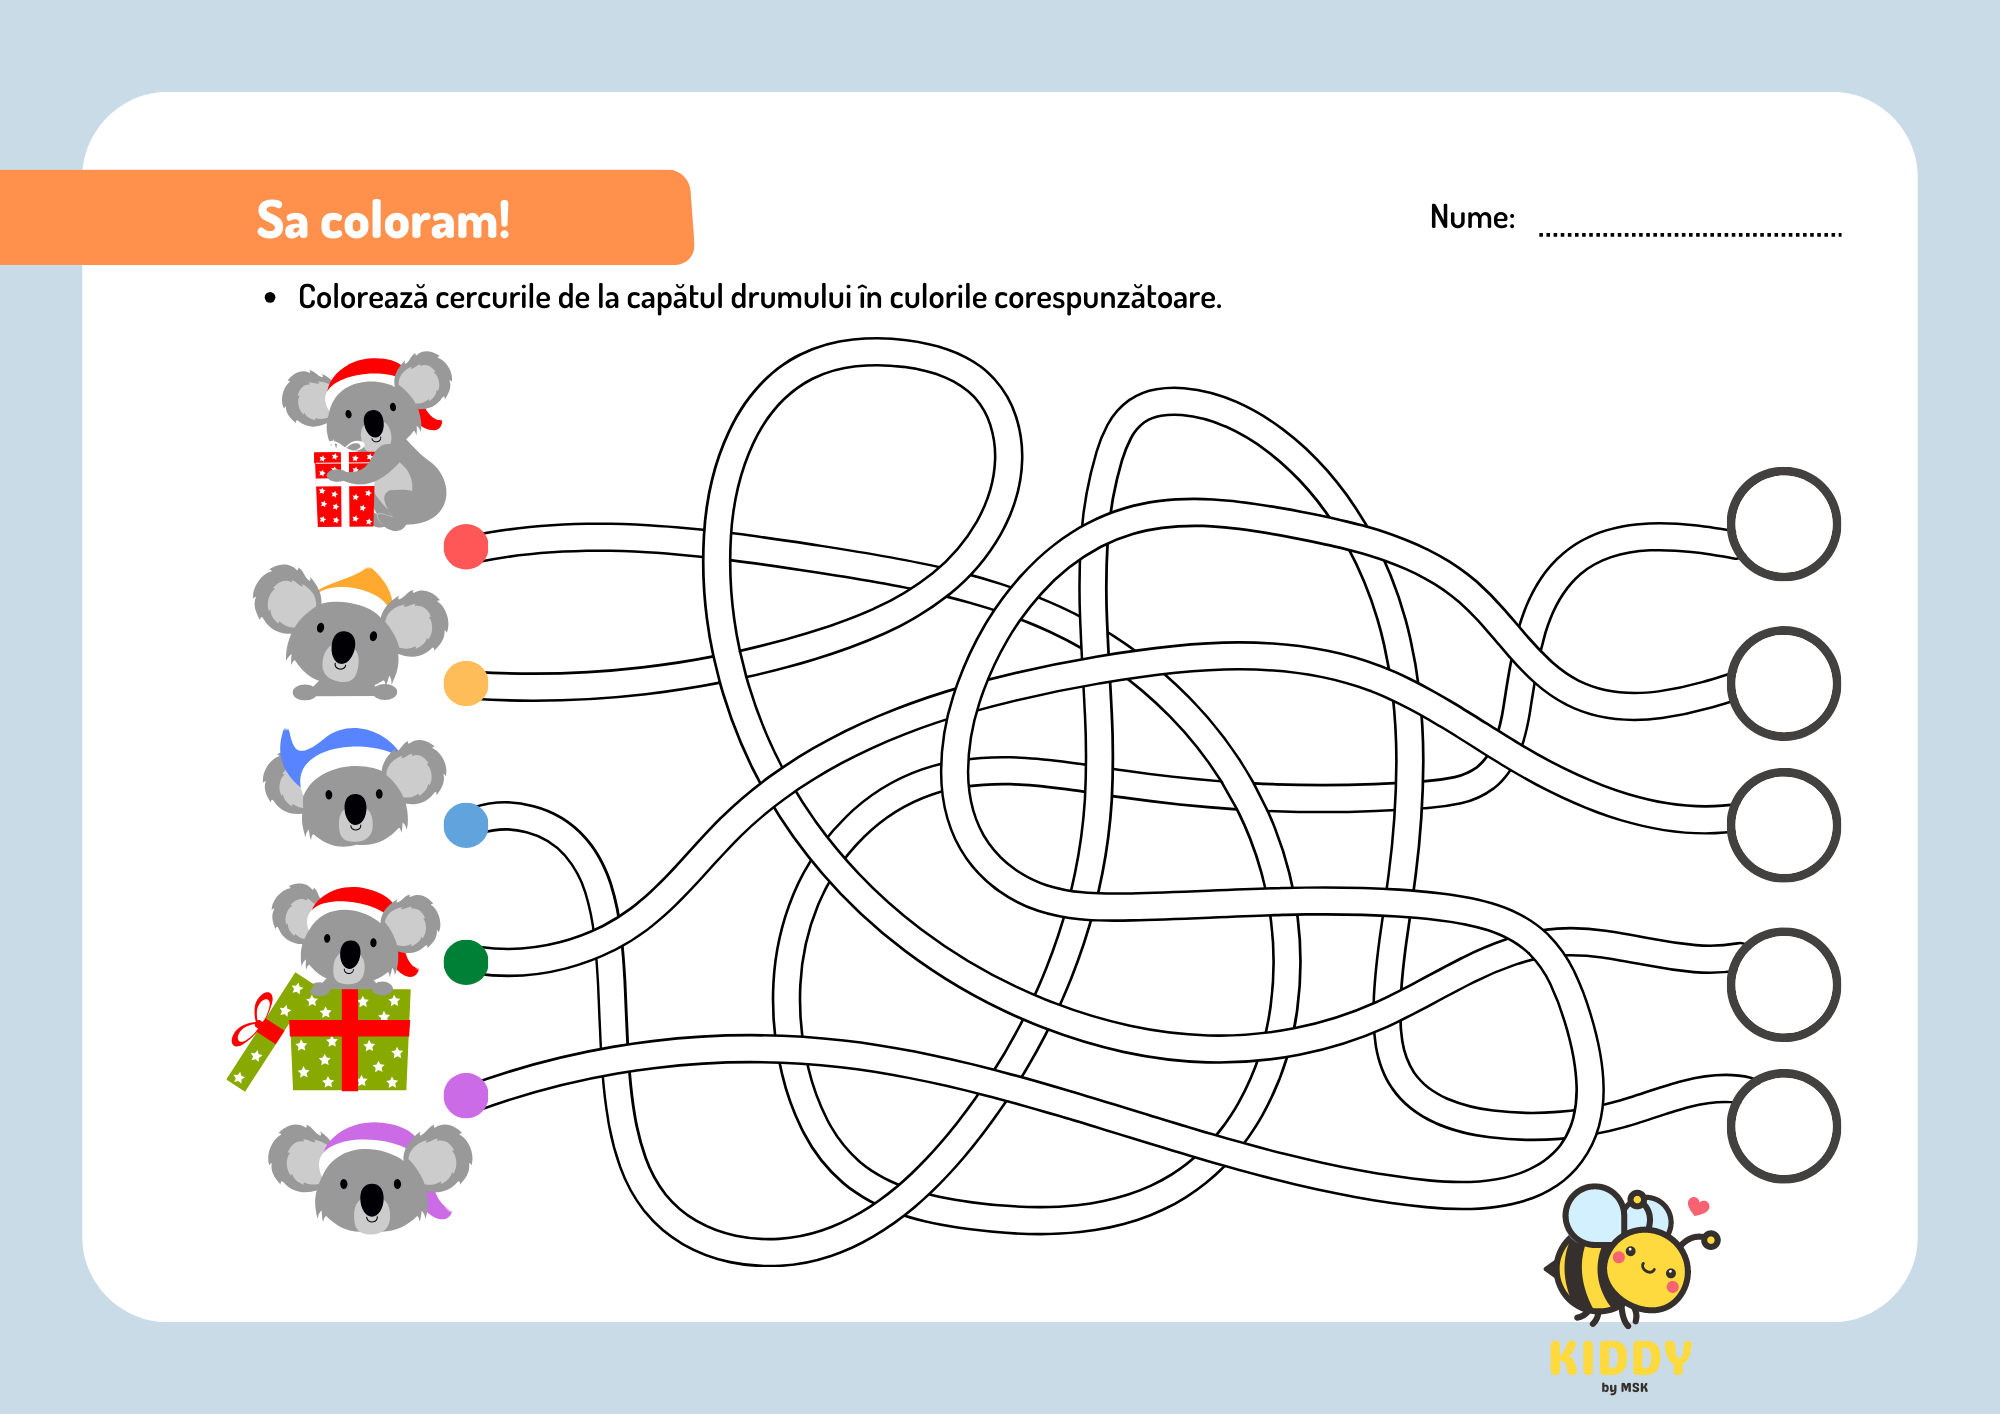 Sa coloram!
Nume: ............................................
• Colorează cercurile de la capătul drumului în culorile corespunzătoare.
KIDDY
by MSK